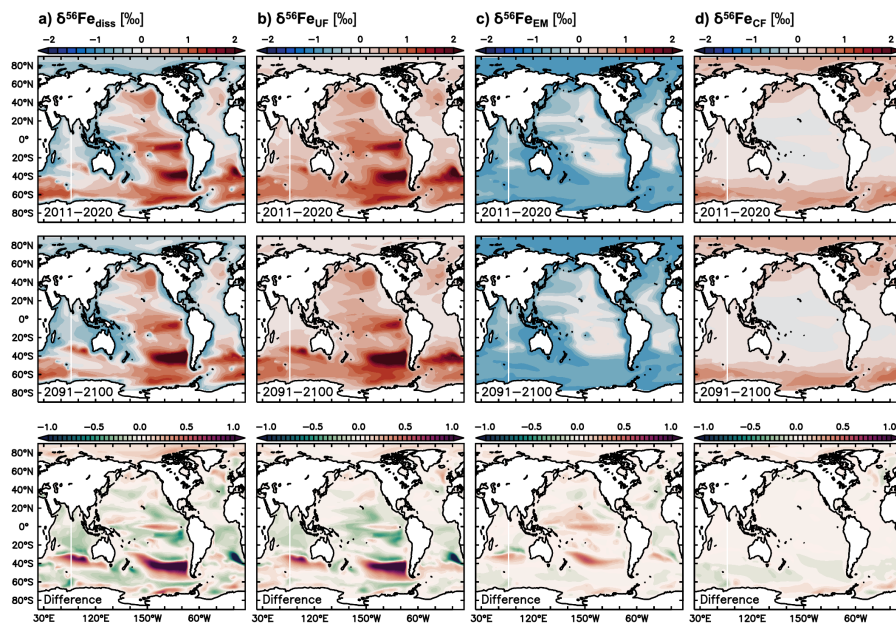 a) δ⁵⁶Fe_diss [‰] b) δ⁵⁶Fe_UF [‰] c) δ⁵⁶Fe_EM [‰] d) δ⁵⁶Fe_CF [‰]
−2 −1 0 1 2 −2 −1 0 1 2 −2 −1 0 1 2 −2 −1 0 1 2
80°N
60°N
40°N
20°N
0°
20°S
40°S
60°S
80°S
2011−2020 2011−2020 2011−2020 2011−2020
80°N
60°N
40°N
20°N
0°
20°S
40°S
60°S
80°S
2091−2100 2091−2100 2091−2100 2091−2100
−1.0 −0.5 0.0 0.5 1.0 −1.0 −0.5 0.0 0.5 1.0 −1.0 −0.5 0.0 0.5 1.0 −1.0 −0.5 0.0 0.5 1.0
80°N
60°N
40°N
20°N
0°
20°S
40°S
60°S
80°S
Difference Difference Difference Difference
30°E 120°E 150°W 60°W 30°E 120°E 150°W 60°W 30°E 120°E 150°W 60°W 30°E 120°E 150°W 60°W